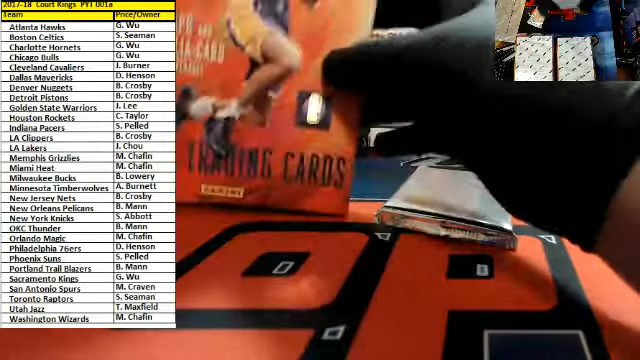 2017-18 Court Kings PYT 001a
Team Price/Owner
Atlanta Hawks G. Wu
Boston Celtics S. Seaman
Charlotte Hornets G. Wu
Chicago Bulls G. Wu
Cleveland Cavaliers J. Burner
Dallas Mavericks D. Henson
Denver Nuggets B. Crosby
Detroit Pistons B. Crosby
Golden State Warriors J. Lee
Houston Rockets C. Taylor
Indiana Pacers S. Pelled
LA Clippers B. Crosby
LA Lakers J. Chou
Memphis Grizzlies M. Chafin
Miami Heat M. Chafin
Milwaukee Bucks B. Lowery
Minnesota Timberwolves A. Burnett
New Jersey Nets B. Crosby
New Orleans Pelicans B. Mann
New York Knicks S. Abbott
OKC Thunder B. Mann
Orlando Magic M. Chafin
Philadelphia 76ers D. Henson
Phoenix Suns S. Pelled
Portland Trail Blazers B. Mann
Sacramento Kings G. Wu
San Antonio Spurs M. Craven
Toronto Raptors S. Seaman
Utah Jazz T. Maxfield
Washington Wizards M. Chafin
TRADING CARDS
PANINI